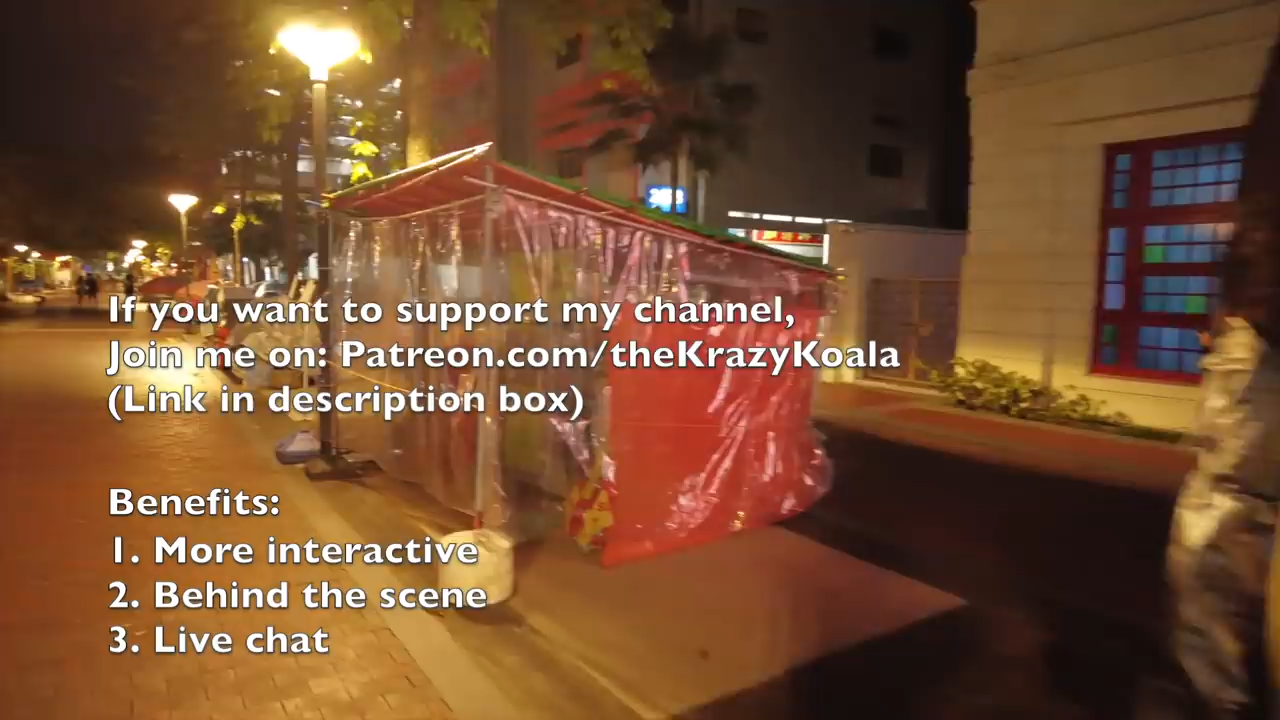 If you want to support my channel,
Join me on: Patreon.com/theKrazyKoala
(Link in description box)
Benefits:
1. More interactive
2. Behind the scene
3. Live chat